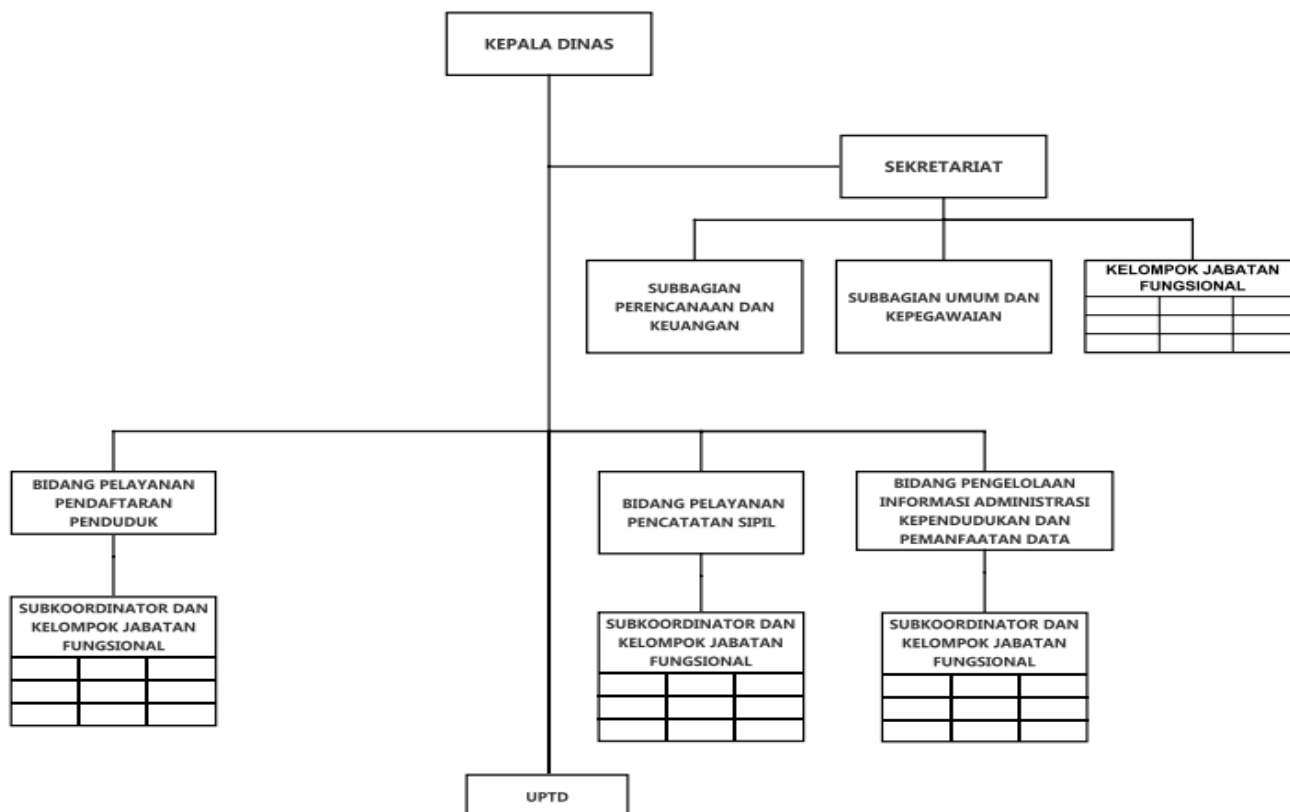 KEPALA DINAS
SEKRETARIAT
SUBBAGIAN
PERENCANAAN DAN
KEUANGAN
SUBBAGIAN UMUM DAN
KEPEGAWAIAN
KELOMPOK JABATAN
FUNGSIONAL
BIDANG PELAYANAN
PENDAFTARAN
PENDUDUK
BIDANG PELAYANAN
PENCATATAN SIPIL
BIDANG PENGELOLAAN
INFORMASI ADMINISTRASI
KEPENDUDUKAN DAN
PEMANFAATAN DATA
SUBKOORDINATOR DAN
KELOMPOK JABATAN
FUNGSIONAL
SUBKOORDINATOR DAN
KELOMPOK JABATAN
FUNGSIONAL
SUBKOORDINATOR DAN
KELOMPOK JABATAN
FUNGSIONAL
UPTD